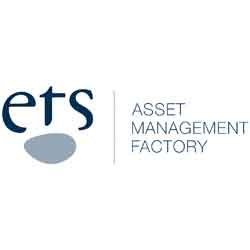 ets
ASSET
MANAGEMENT
FACTORY